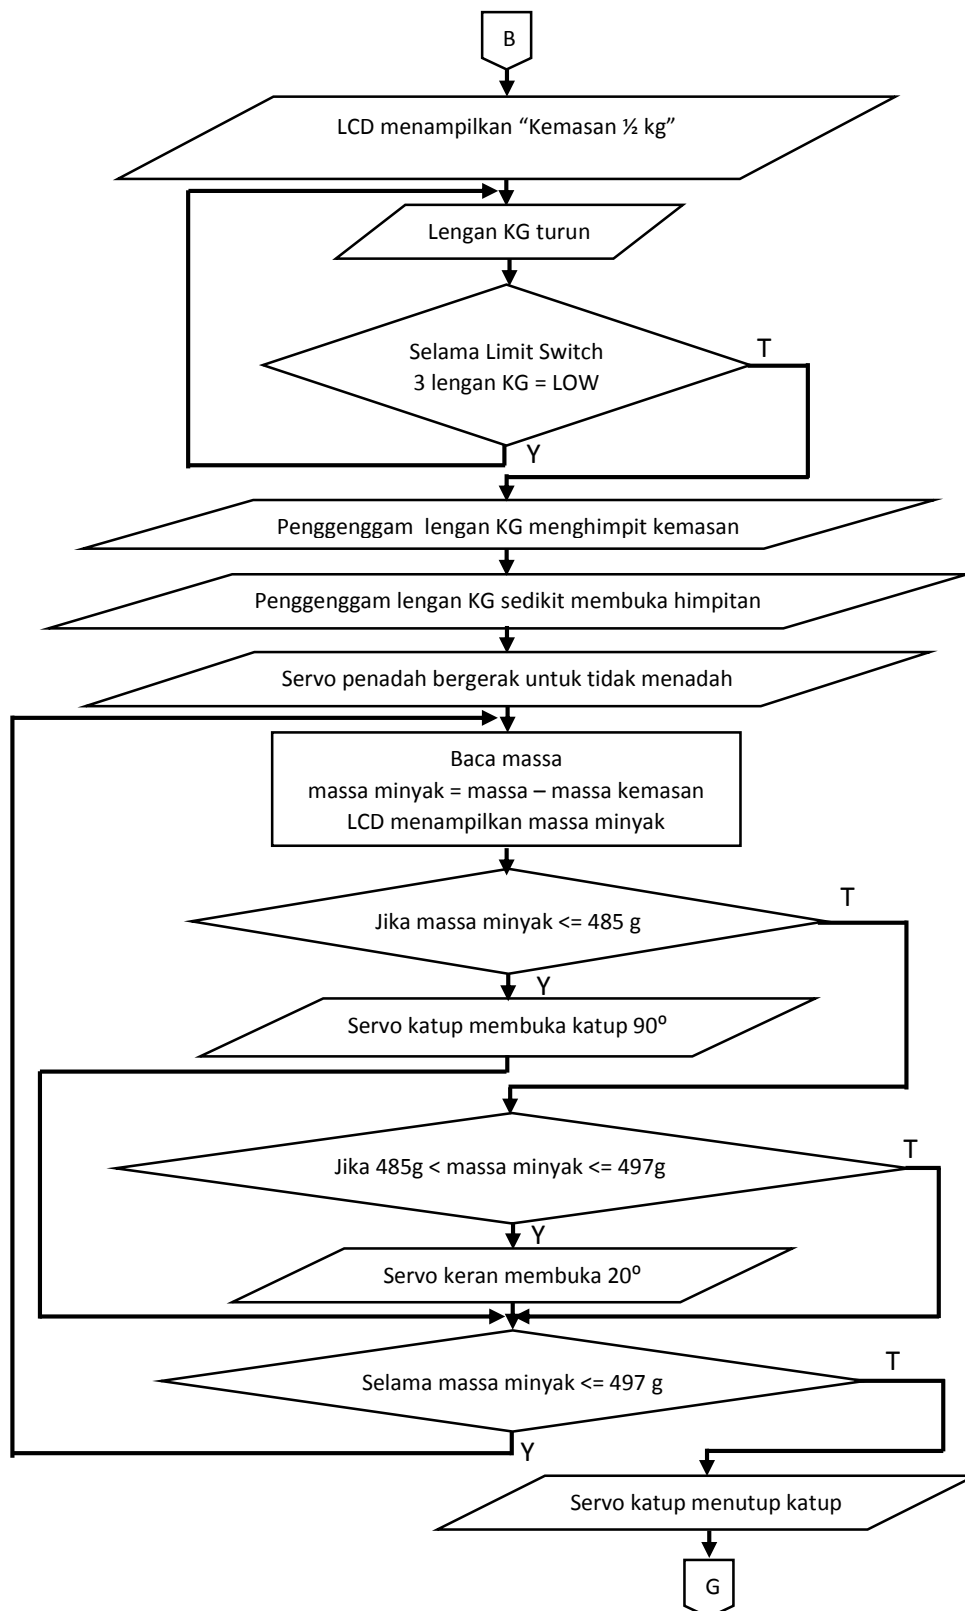 B
LCD menampilkan “Kemasan ½ kg”
Lengan KG turun
Selama Limit Switch
3 lengan KG = LOW
T
Y
Penggenggam  lengan KG menghimpit kemasan
Penggenggam lengan KG sedikit membuka himpitan
Servo penadah bergerak untuk tidak menadah
Baca massa
massa minyak = massa – massa kemasan
LCD menampilkan massa minyak
Jika massa minyak <= 485 g
T
Y
Servo katup membuka katup 90⁰
Jika 485g < massa minyak <= 497g
T
Y
Servo keran membuka 20⁰
Selama massa minyak <= 497 g
T
Y
Servo katup menutup katup
G